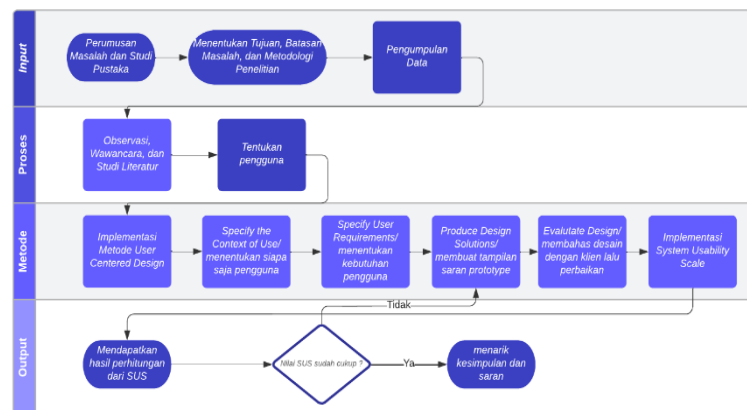 Input
Perumusan
Masalah dan Studi
Pustaka
Menentukan Tujuan, Batasan
Masalah, dan Metodologi
Penelitian
Pengumpulan
Data
Proses
Observasi,
Wawancara, dan
Studi Literatur
Tentukan
pengguna
Metode
Implementasi
Metode User
Centered Design
Specify the
Context of Use/
menentukan siapa
saja pengguna
Specify User
Requirements/
menentukan
kebutuhan
pengguna
Produce Design
Solutions/
membuat tampilan
saran prototype
Evalutate Design/
membahas desain
dengan klien lalu
perbaikan
Implementasi
System Usability
Scale
Output
Mendapatkan
hasil perhitungan
dari SUS
Nilai SUS sudah cukup ?
Tidak
Ya
menarik
kesimpulan dan
saran